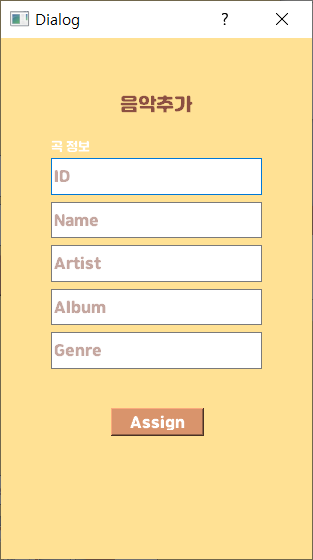 Dialog
?
음악추가
곡 정보
ID
Name
Artist
Album
Genre
Assign